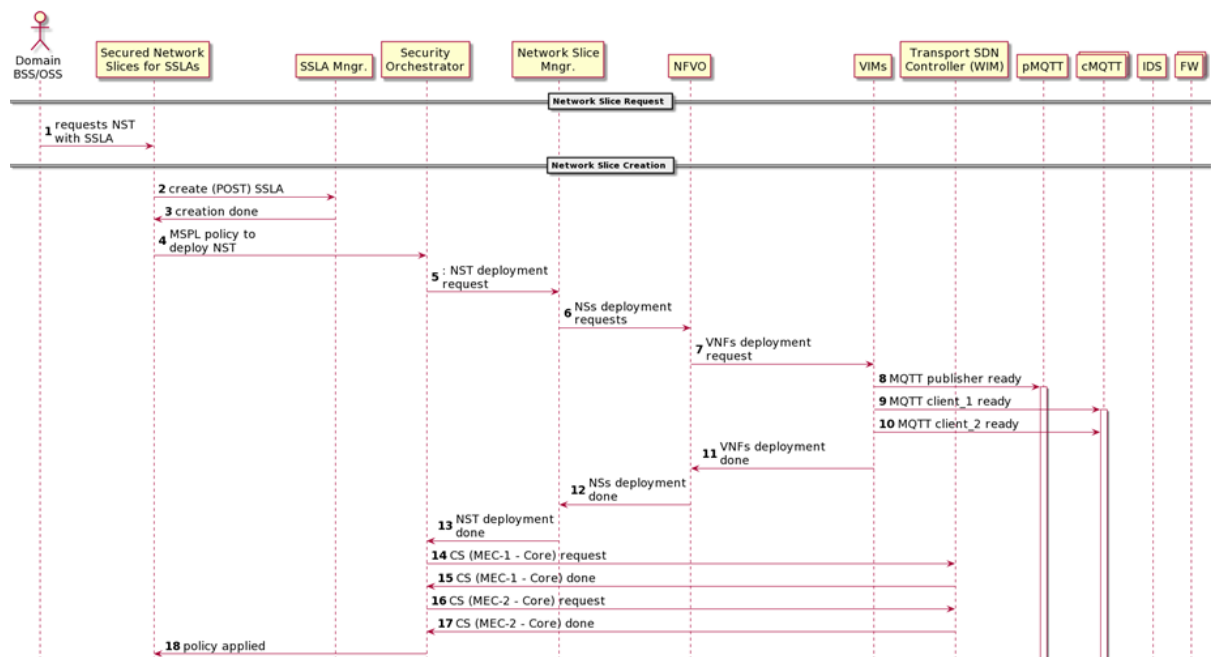 Domain
BSS/OSS
Secured Network
Slices for SSLAs
SSLA Mngr.
Security
Orchestrator
Network Slice
Mngr.
NFVO
VIMs
Transport SDN
Controller (WIM)
pMQTT
cMQTT
IDS
FW
Network Slice Request
1 requests NST
with SSLA
Network Slice Creation
2 create (POST) SSLA
3 creation done
4 MSPL policy to
deploy NST
5 : NST deployment
request
6 NSs deployment
requests
7 VNFs deployment
request
8 MQTT publisher ready
9 MQTT client_1 ready
10 MQTT client_2 ready
11 VNFs deployment
done
12 NSs deployment
done
13 NST deployment
done
14 CS (MEC-1 - Core) request
15 CS (MEC-1 - Core) done
16 CS (MEC-2 - Core) request
17 CS (MEC-2 - Core) done
18 policy applied